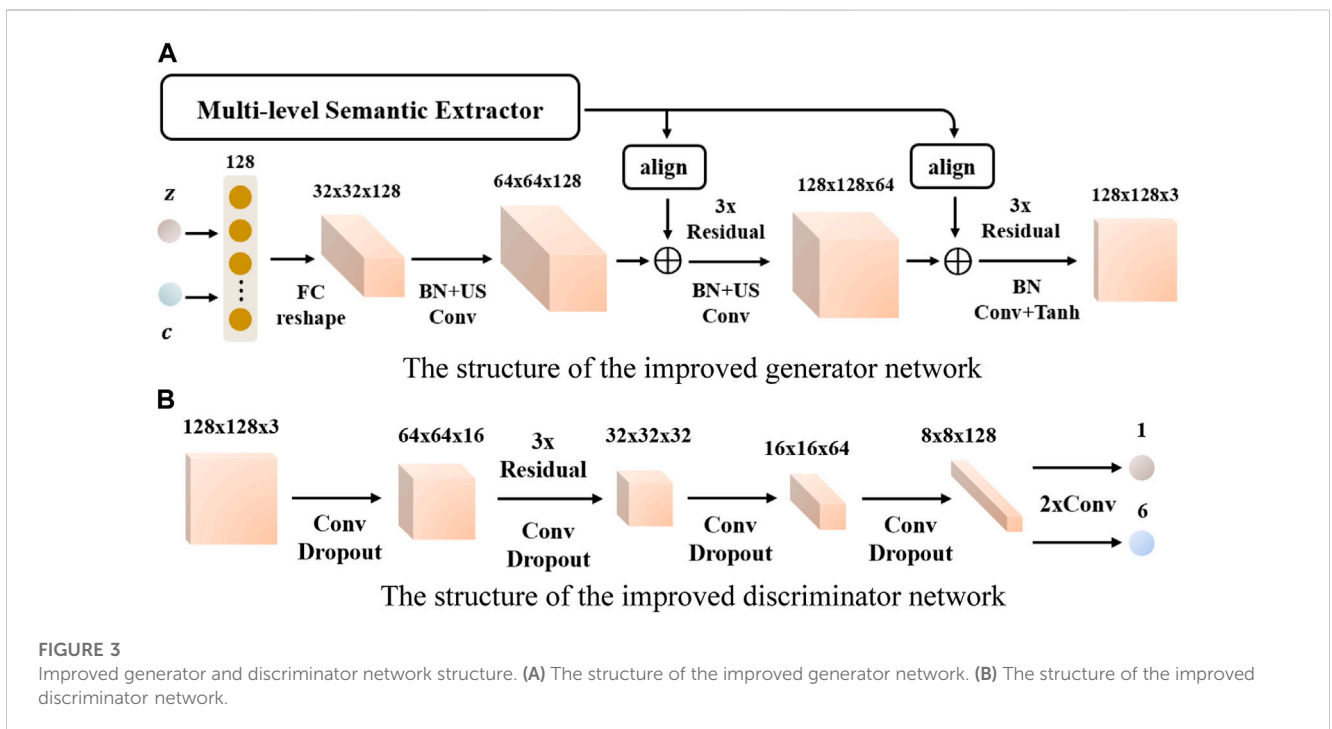 A
Multi-level Semantic Extractor
align
align
128
z
c
32x32x128
64x64x128
128x128x64
128x128x3
FC
reshape
BN+US
Conv
3x
Residual
BN+US
Conv
3x
Residual
BN
Conv+Tanh
The structure of the improved generator network
B
128x128x3
64x64x16
32x32x32
16x16x64
8x8x128
1
6
Conv
Dropout
3x
Residual
Conv
Dropout
Conv
Dropout
Conv
Dropout
2xConv
The structure of the improved discriminator network
FIGURE 3
Improved generator and discriminator network structure. (A) The structure of the improved generator network. (B) The structure of the improved
discriminator network.